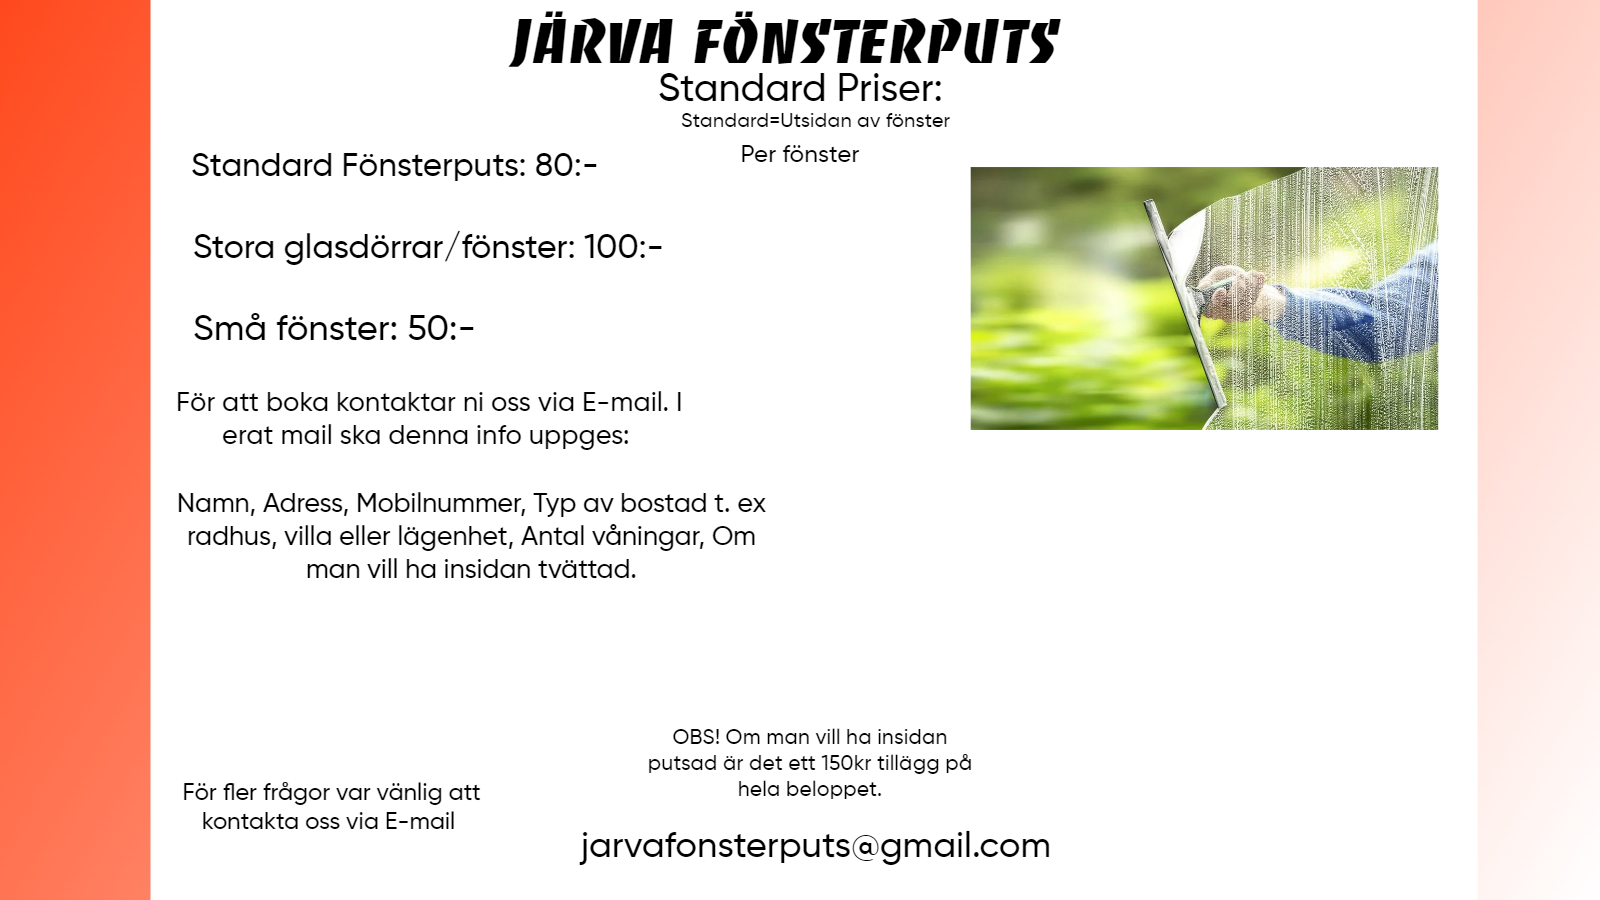 JÄRVA FÖNSTERPUTS
Standard Priser:
Standard=Utsidan av fönster
Per fönster
Standard Fönsterputs: 80:-
Stora glasdörrar/fönster: 100:-
Små fönster: 50:-
För att boka kontaktar ni oss via E-mail. I
erat mail ska denna info uppges:
Namn, Adress, Mobilnummer, Typ av bostad t. ex
radhus, villa eller lägenhet, Antal våningar, Om
man vill ha insidan tvättad.
OBS! Om man vill ha insidan
putsad är det ett 150kr tillägg på
hela beloppet.
För fler frågor var vänlig att
kontakta oss via E-mail
jarvafonsterputs@gmail.com